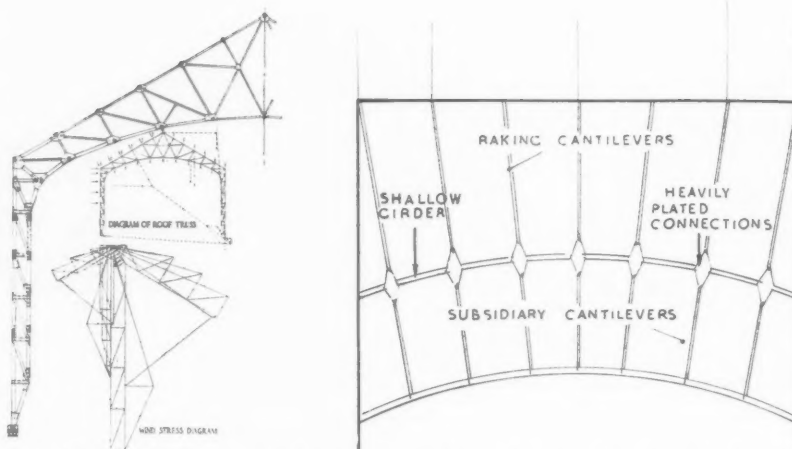 DIAGRAM OF ROOF TRUSS
WIND STRESS DIAGRAM
RAKING CANTILEVERS
SHALLOW
GIRDER
HEAVILY
PLATED
CONNECTIONS
SUBSIDIARY CANTILEVERS